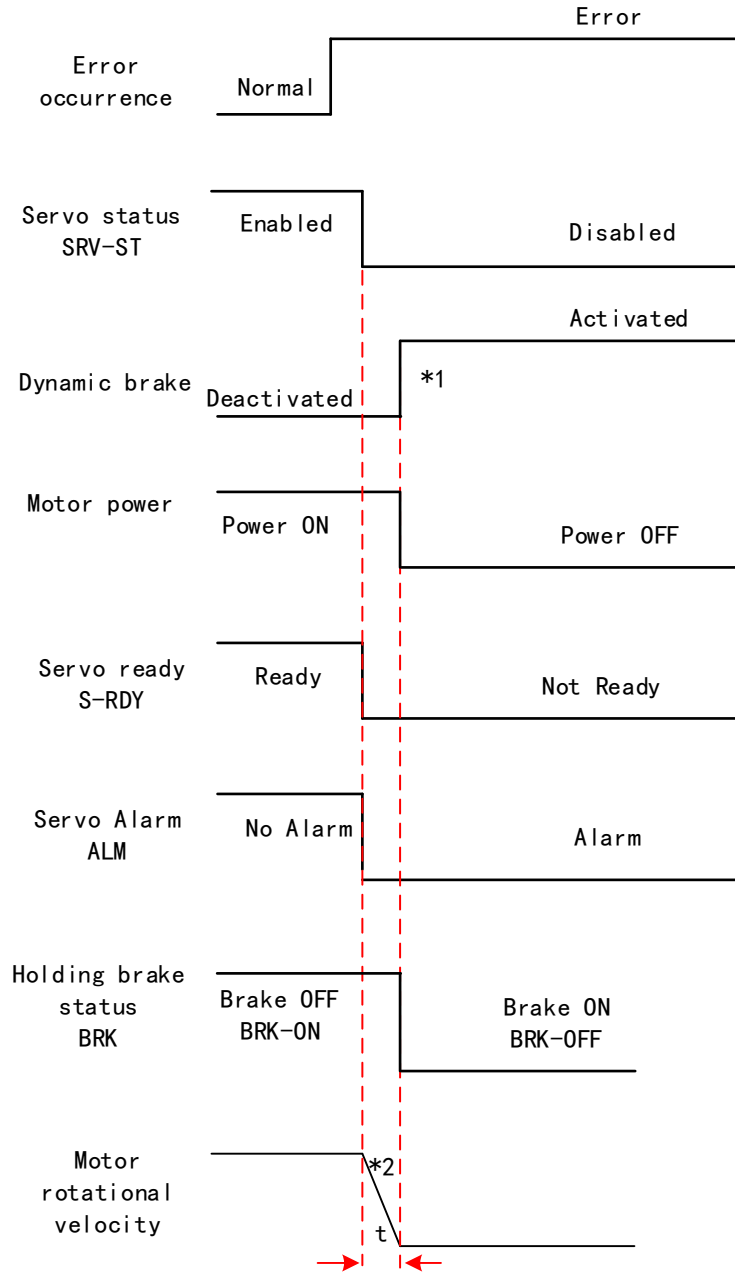 Error
Error
occurrence
Normal
Servo status
SRV-ST
Enabled
Disabled
Activated
Dynamic brake
Deactivated
*1
Motor power
Power ON
Power OFF
Servo ready
S-RDY
Ready
Not Ready
Servo Alarm
ALM
No Alarm
Alarm
Holding brake
status
BRK
Brake OFF
BRK-ON
Brake ON
BRK-OFF
Motor
rotational
velocity
*2
t